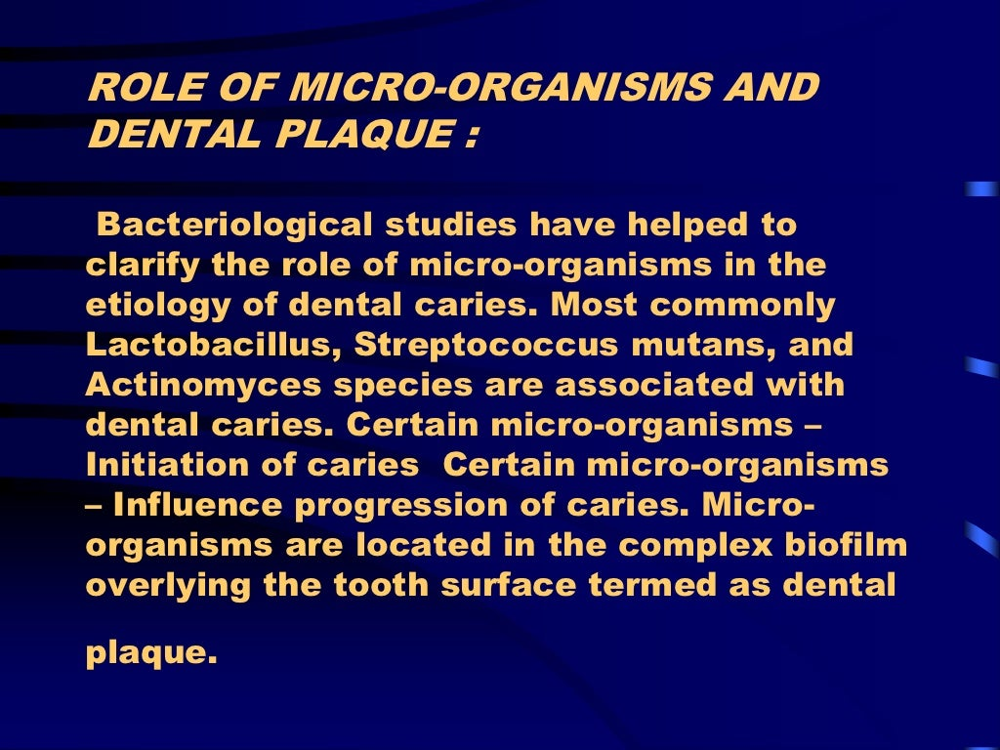 ROLE OF MICRO-ORGANISMS AND
DENTAL PLAQUE :
Bacteriological studies have helped to
clarify the role of micro-organisms in the
etiology of dental caries. Most commonly
Lactobacillus, Streptococcus mutans, and
Actinomyces species are associated with
dental caries. Certain micro-organisms –
Initiation of caries  Certain micro-organisms
– Influence progression of caries. Micro-
organisms are located in the complex biofilm
overlying the tooth surface termed as dental
plaque.